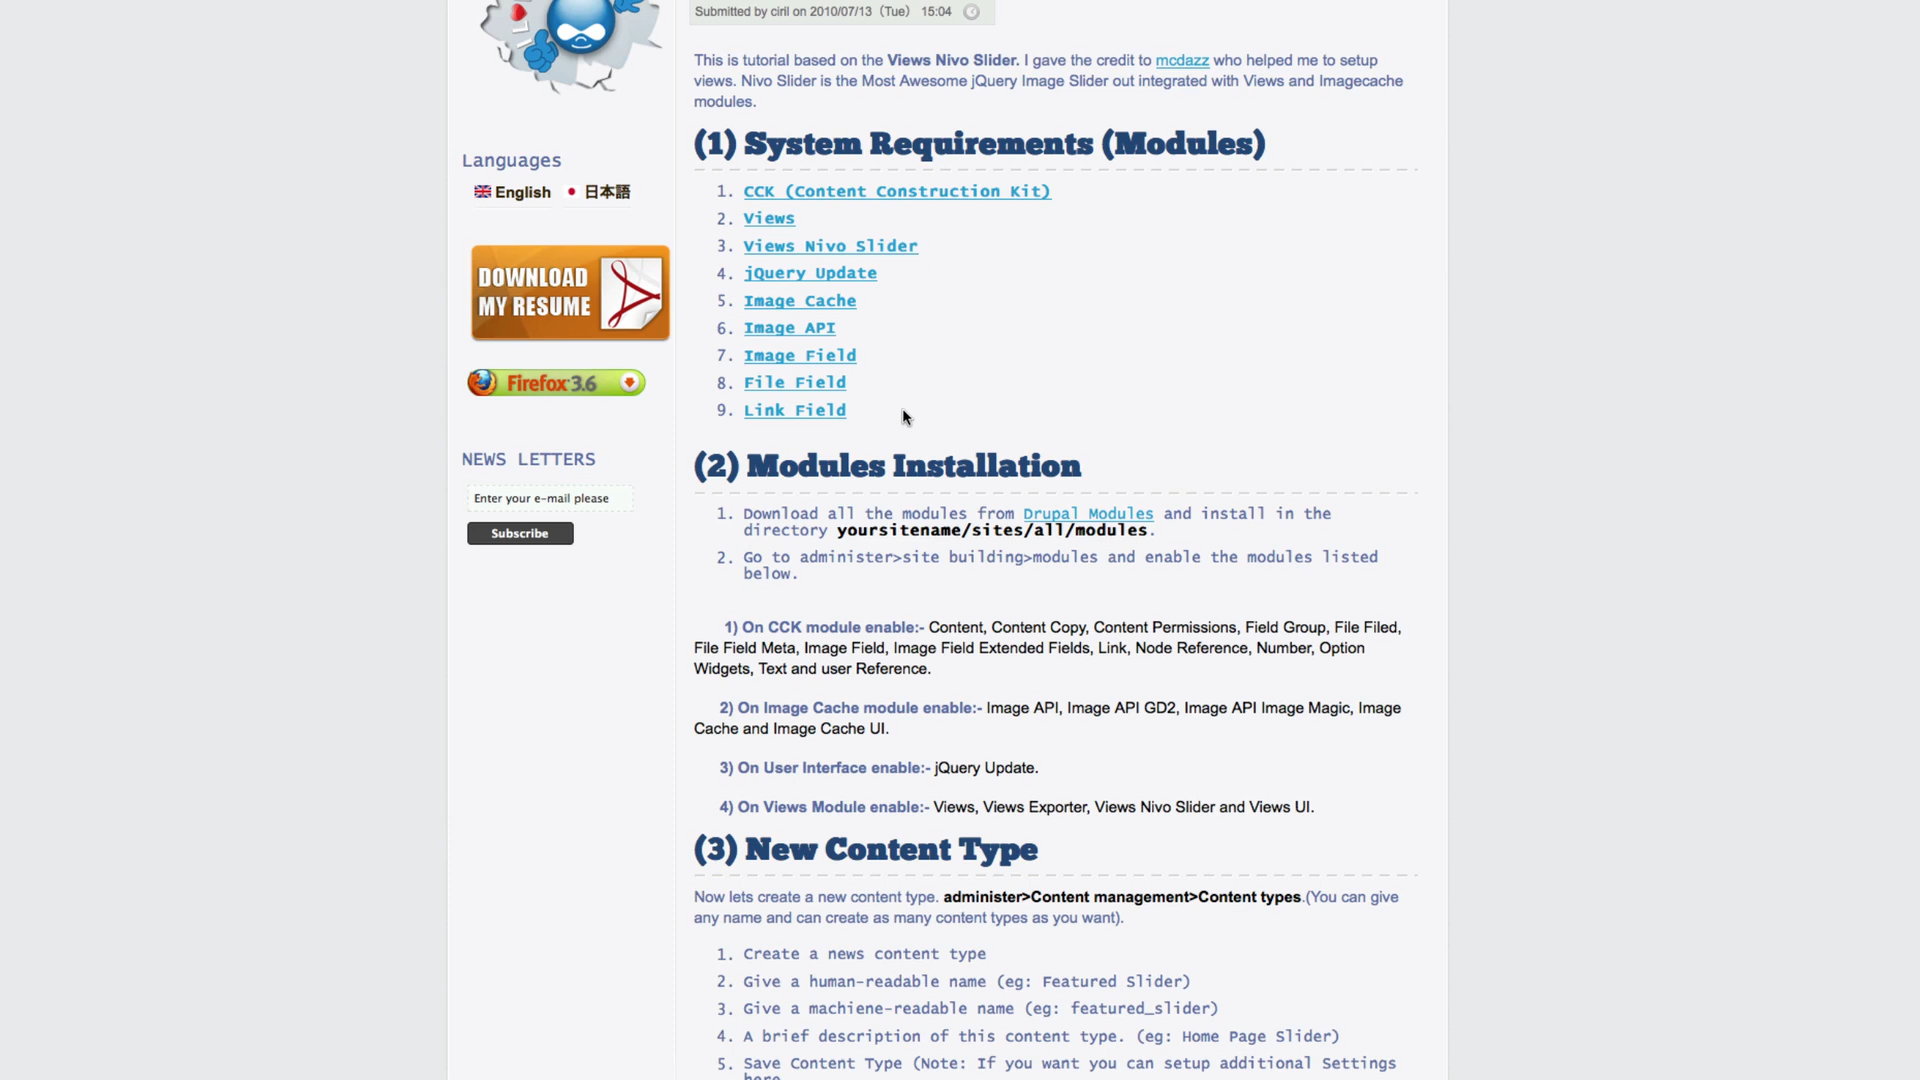 Submitted by ciril on 2010/07/13 (Tue) 15:04
This is tutorial based on the Views Nivo Slider. I gave the credit to mcdazz who helped me to setup
views. Nivo Slider is the Most Awesome jQuery Image Slider out integrated with Views and Imagecache
modules.
(1) System Requirements (Modules)
1. CCK (Content Construction Kit)
2. Views
3. Views Nivo Slider
4. jQuery Update
5. Image Cache
6. Image API
7. Image Field
8. File Field
9. Link Field
(2) Modules Installation
1. Download all the modules from Drupal Modules and install in the
directory yoursitename/sites/all/modules.
2. Go to administer>site building>modules and enable the modules listed
below.
1) On CCK module enable:- Content, Content Copy, Content Permissions, Field Group, File Filed,
File Field Meta, Image Field, Image Field Extended Fields, Link, Node Reference, Number, Option
Widgets, Text and user Reference.
2) On Image Cache module enable:- Image API, Image API GD2, Image API Image Magic, Image
Cache and Image Cache UI.
3) On User Interface enable:- jQuery Update.
4) On Views Module enable:- Views, Views Exporter, Views Nivo Slider and Views UI.
(3) New Content Type
Now lets create a new content type. administer>Content management>Content types.(You can give
any name and can create as many content types as you want).
1. Create a news content type
2. Give a human-readable name (eg: Featured Slider)
3. Give a machiene-readable name (eg: featured_slider)
4. A brief description of this content type. (eg: Home Page Slider)
5. Save Content Type (Note: If you want you can setup additional Settings
here
Languages
English 日本語
DOWNLOAD
MY RESUME
Firefox 3.6
NEWS LETTERS
Enter your e-mail please
Subscribe